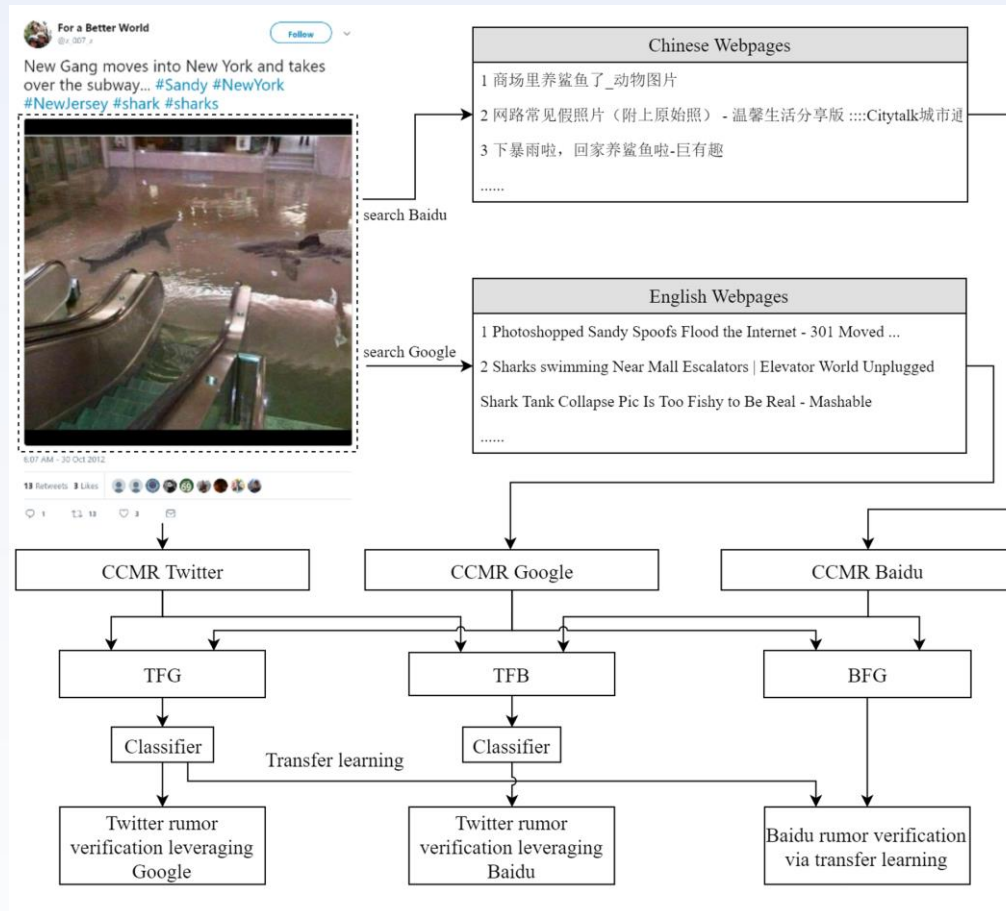 For a Better World
Follow
New Gang moves into New York and takes
over the subway... #Sandy #NewYork
#NewJersey #shark #sharks
6:07 AM - 30 Oct 2012
13 Retweets 3 Likes
1 13 3
search Baidu
Chinese Webpages
1 商场里养鲨鱼了_动物图片
2 网路常见假照片（附上原始照） - 温馨生活分享版 ::::Citytalk城市通
3 下暴雨啦，回家养鲨鱼啦-巨有趣
......
search Google
English Webpages
1 Photoshopped Sandy Spoofs Flood the Internet - 301 Moved ...
2 Sharks swimming Near Mall Escalators | Elevator World Unplugged
Shark Tank Collapse Pic Is Too Fishy to Be Real - Mashable
......
CCMR Twitter
CCMR Google
CCMR Baidu
TFG
TFB
BFG
Classifier
Classifier
Transfer learning
Twitter rumor
verification leveraging
Google
Twitter rumor
verification leveraging
Baidu
Baidu rumor verification
via transfer learning